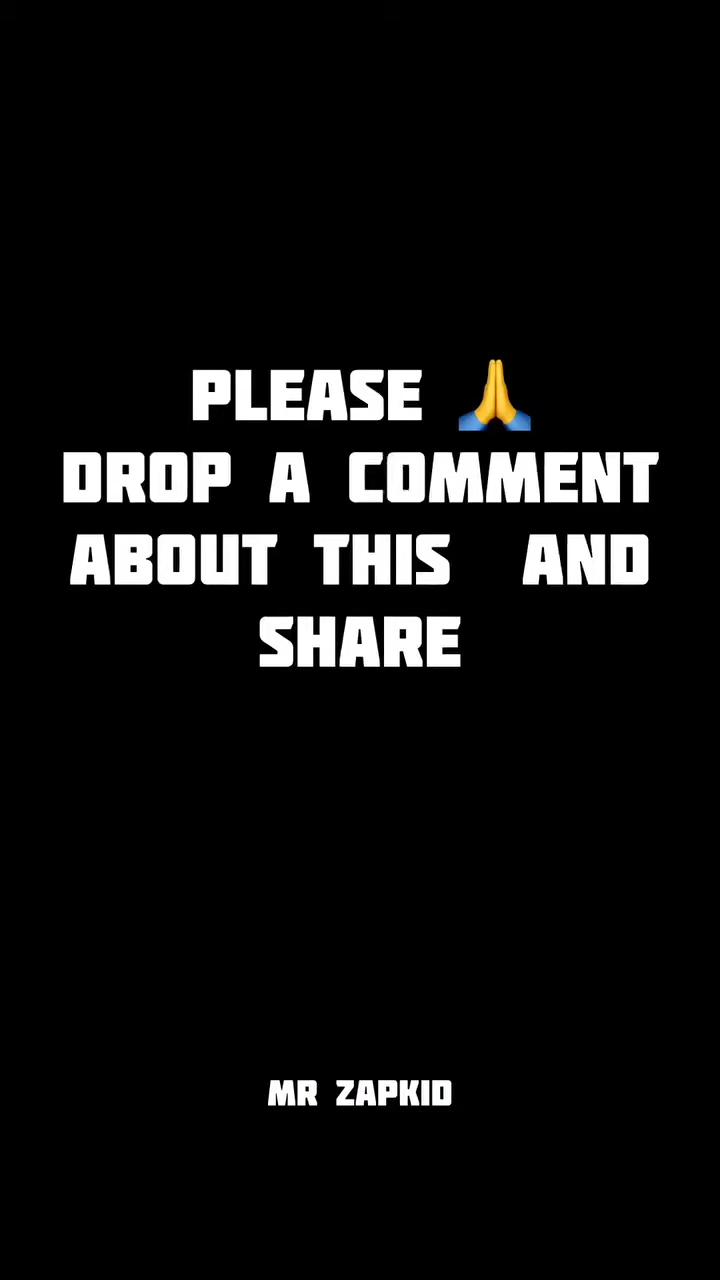 PLEASE 🙏
DROP A COMMENT
ABOUT THIS  AND
SHARE
MR ZAPKID